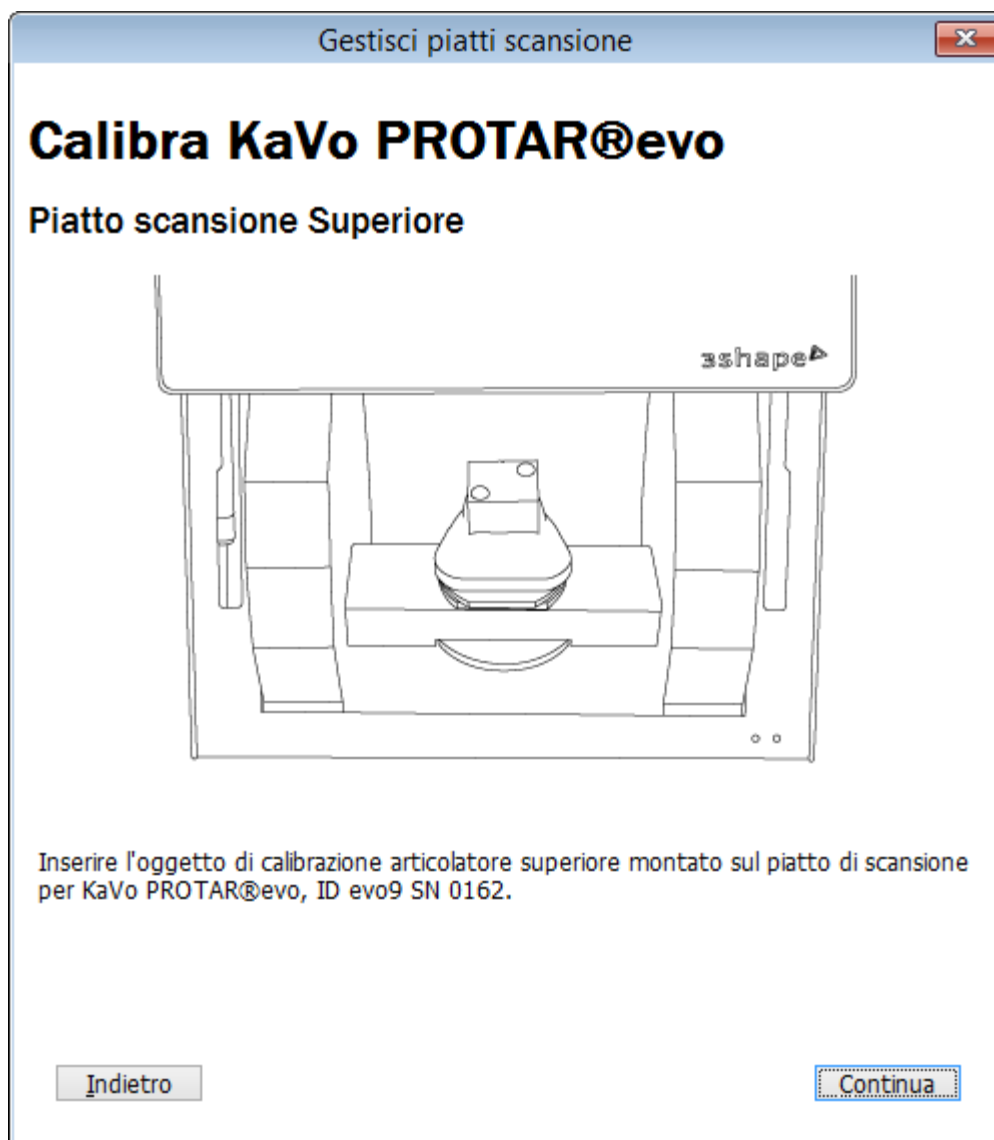 Gestisci piatti scansione
Calibra KaVo PROTAR®evo
Piatto scansione Superiore
3shape
Inserire l'oggetto di calibrazione articolatore superiore montato sul piatto di scansione
per KaVo PROTAR®evo, ID evo9 SN 0162.
Indietro
Continua